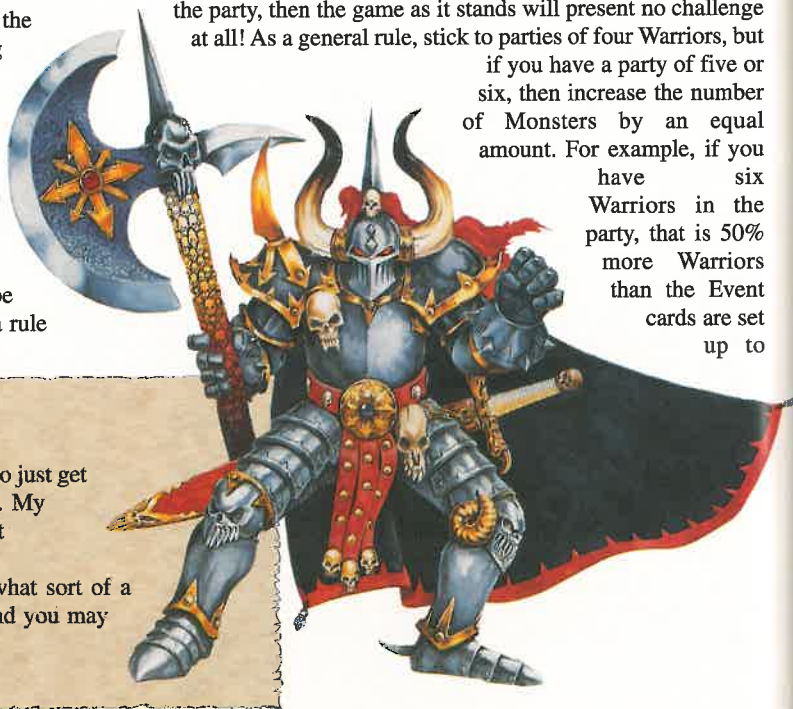 the
the party, then the game as it stands will present no challenge
at all! As a general rule, stick to parties of four Warriors, but
if you have a party of five or
six, then increase the number
of Monsters by an equal
amount. For example, if you
have six
Warriors in the
party, that is 50%
more Warriors
than the Event
cards are set
up to
rule
just get
My
what sort of a
you may